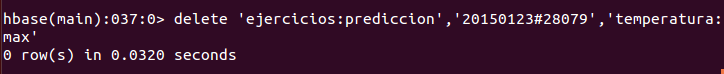 hbase(main):037:0> delete 'ejercicios:prediccion','20150123#28079','temperatura:
max'
0 row(s) in 0.0320 seconds